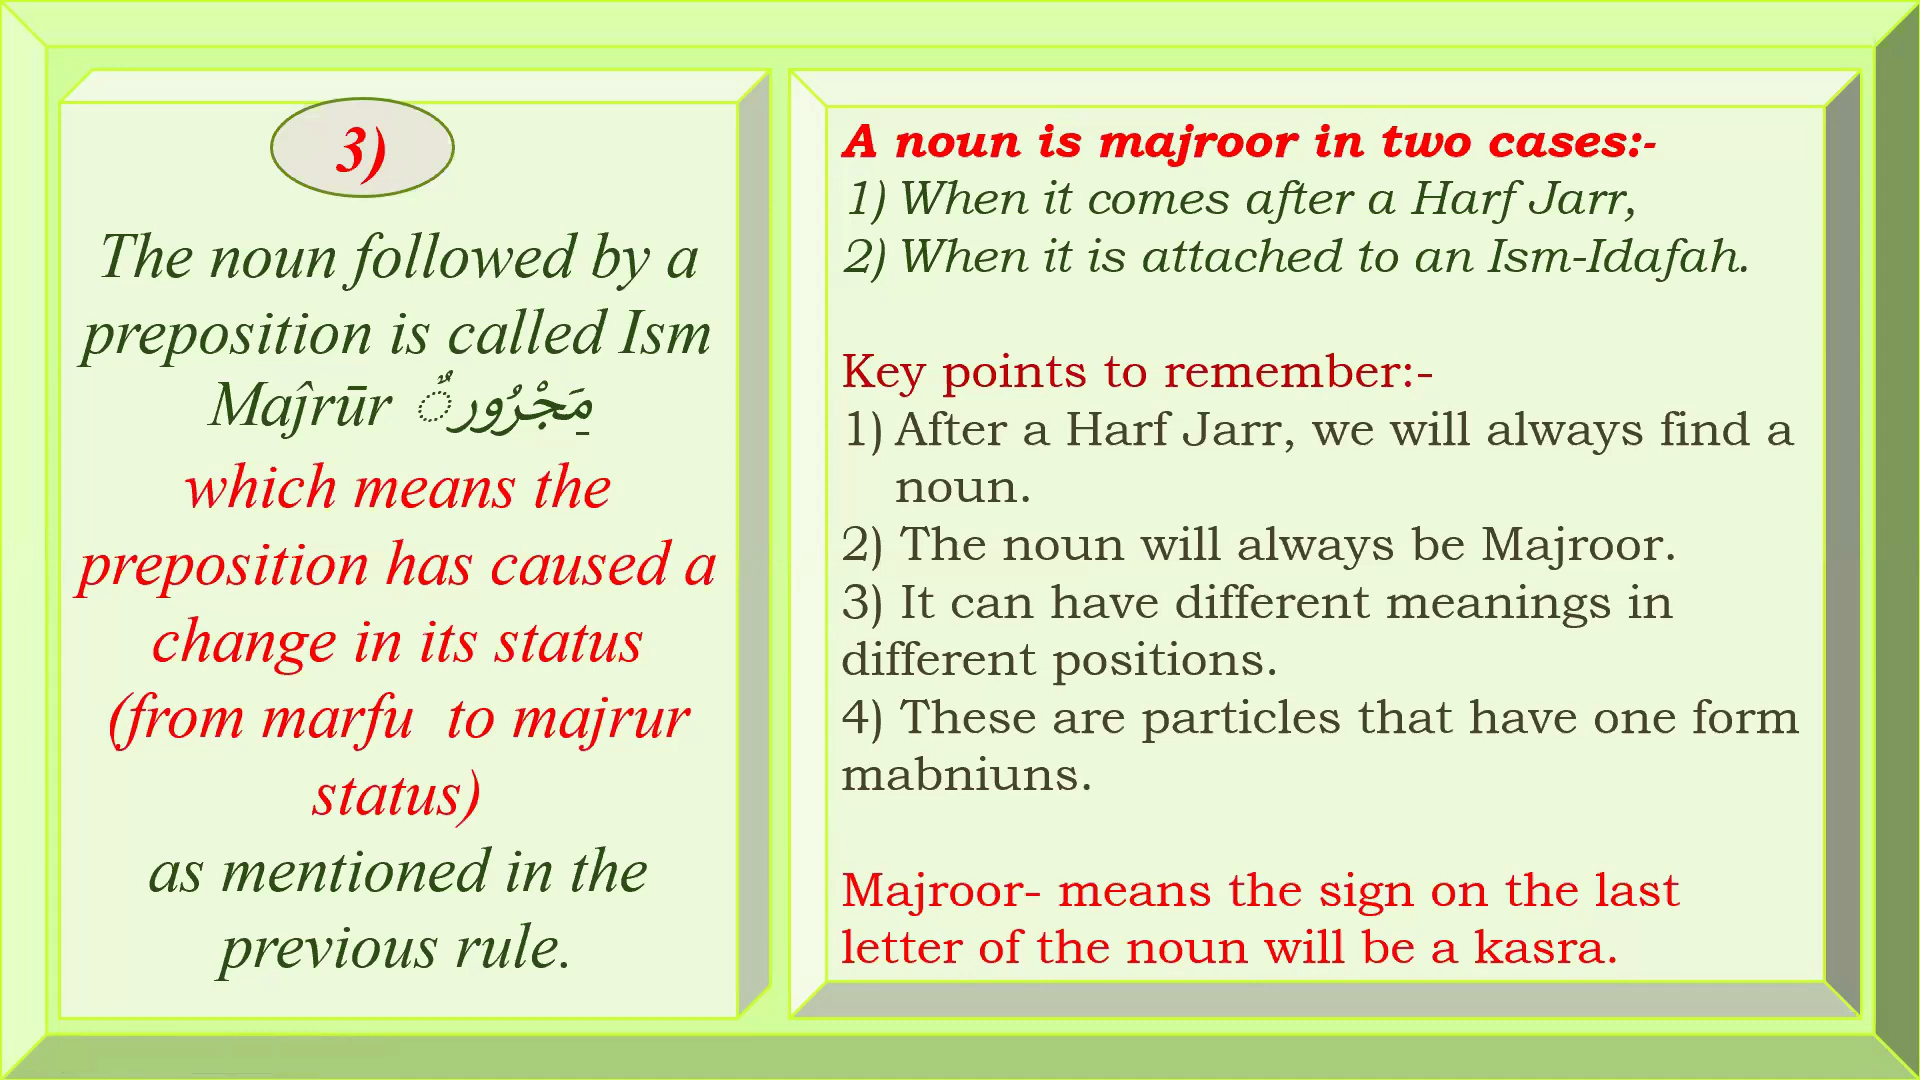 3)
The noun followed by a
preposition is called Ism
Maĵrūr مَجْرُورٌ
which means the
preposition has caused a
change in its status
(from marfu to majrur
status)
as mentioned in the
previous rule.
A noun is majroor in two cases:-
1) When it comes after a Harf Jarr,
2) When it is attached to an Ism-Idafah.
Key points to remember:-
1) After a Harf Jarr, we will always find a
noun.
2) The noun will always be Majroor.
3) It can have different meanings in
different positions.
4) These are particles that have one form
mabniuns.
Majroor- means the sign on the last
letter of the noun will be a kasra.